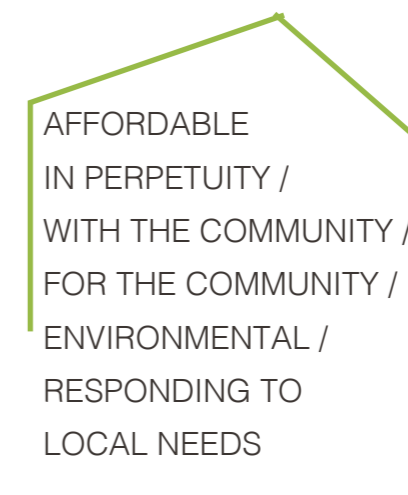 AFFORDABLE
IN PERPETUITY /
WITH THE COMMUNITY /
FOR THE COMMUNITY /
ENVIRONMENTAL /
RESPONDING TO
LOCAL NEEDS